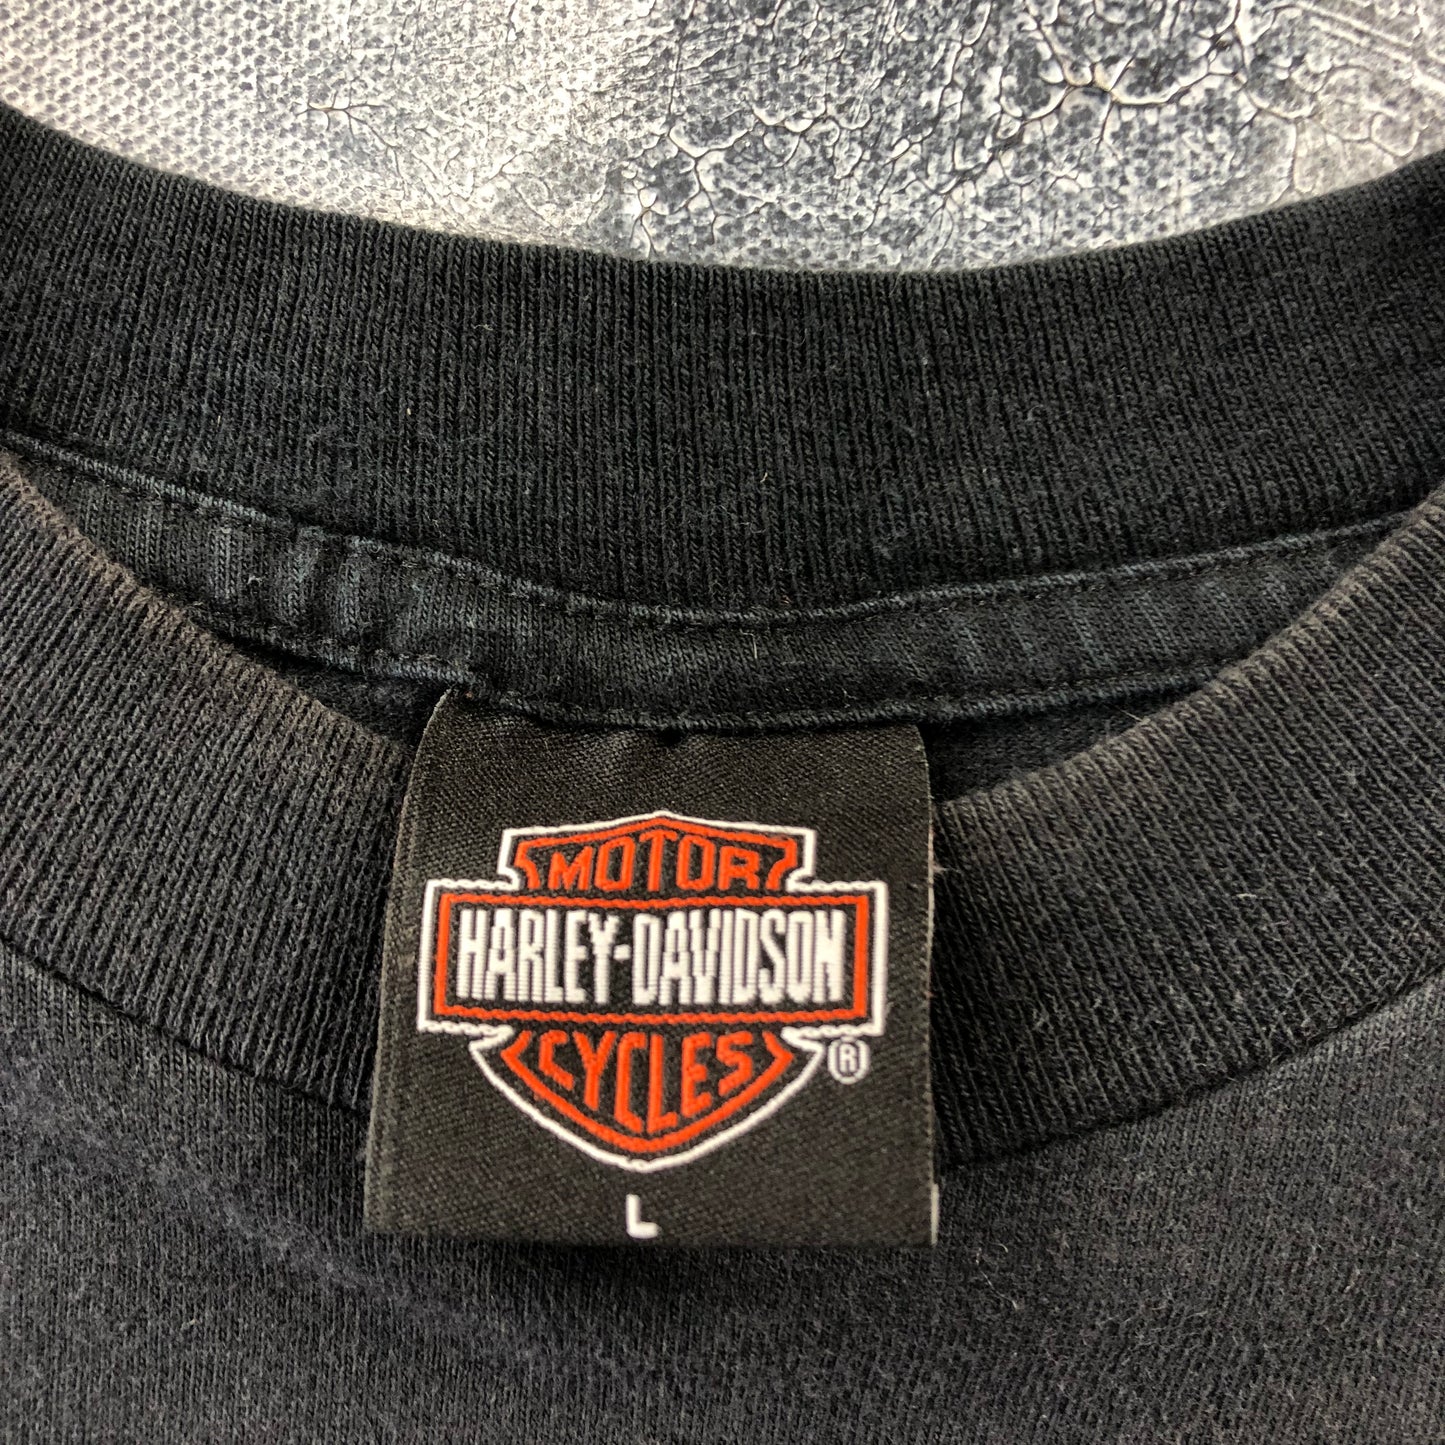 MOTOR
HARLEY-DAVIDSON
CYCLES
®
L